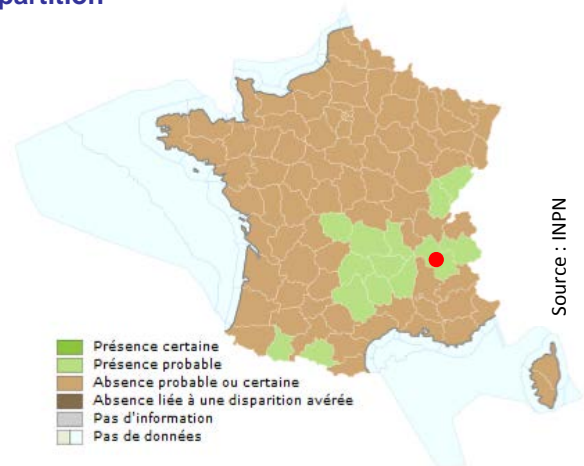 partition
Source : INPN
Présence certaine
Présence probable
Absence probable ou certaine
Absence liée à une disparition avérée
Pas d'information
Pas de données